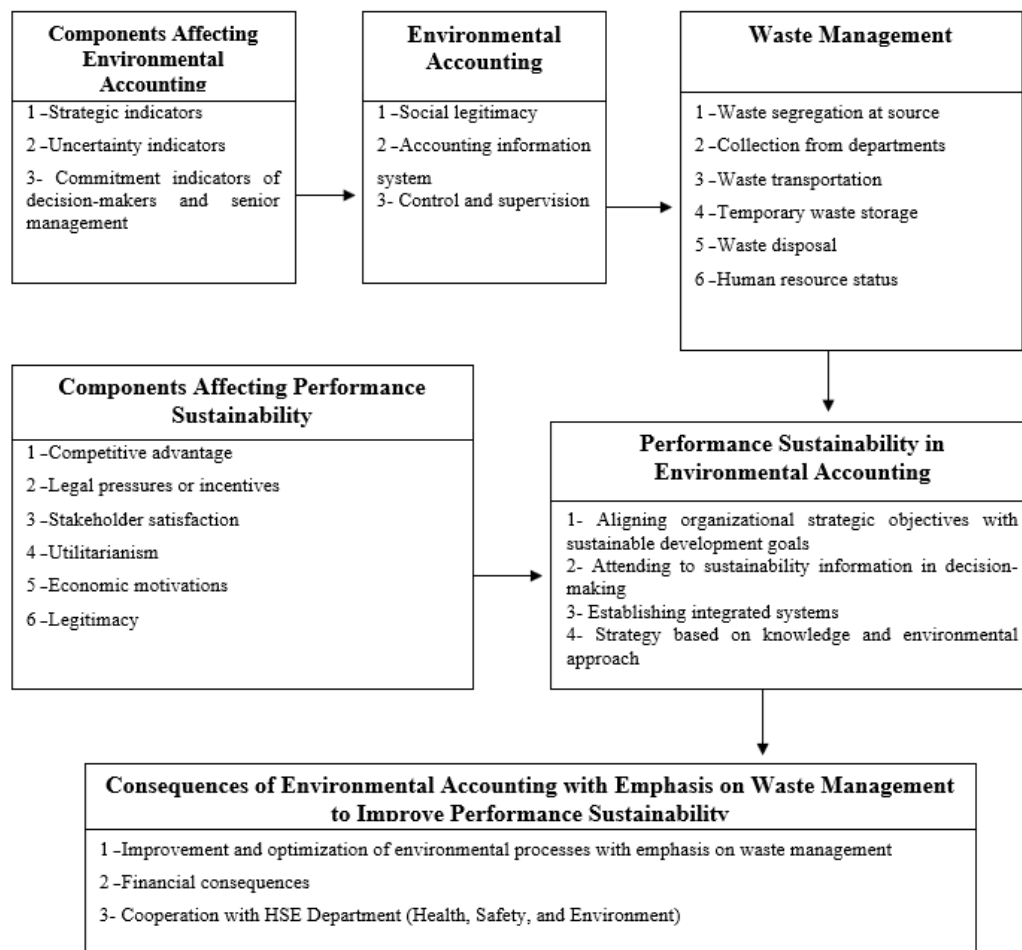 Components Affecting
Environmental
Accounting
1 -Strategic indicators
2 -Uncertainty indicators
3- Commitment indicators of
decision-makers and senior
management
Environmental
Accounting
1 -Social legitimacy
2 -Accounting information
system
3- Control and supervision
Waste Management
1 -Waste segregation at source
2 -Collection from departments
3 -Waste transportation
4 -Temporary waste storage
5 -Waste disposal
6 -Human resource status
Components Affecting Performance
Sustainability
1 -Competitive advantage
2 -Legal pressures or incentives
3 -Stakeholder satisfaction
4 -Utilitarianism
5 -Economic motivations
6 -Legitimacy
Performance Sustainability in
Environmental Accounting
1- Aligning organizational strategic objectives with
sustainable development goals
2- Attending to sustainability information in decision-
making
3- Establishing integrated systems
4- Strategy based on knowledge and environmental
approach
Consequences of Environmental Accounting with Emphasis on Waste Management
to Improve Performance Sustainability
1 -Improvement and optimization of environmental processes with emphasis on waste management
2 -Financial consequences
3- Cooperation with HSE Department (Health, Safety, and Environment)